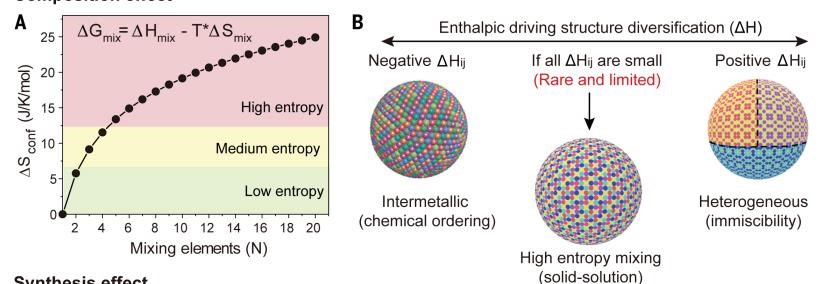 A
ΔGmix=ΔHmix - T*ΔSmix
25
20
15
10
5
0
ΔSconf (J/K/mol)
High entropy
Medium entropy
Low entropy
2 4 6 8 10 12 14 16 18 20
Mixing elements (N)
B
Enthalpic driving structure diversification (ΔH)
Negative ΔHij
If all ΔHij are small
(Rare and limited)
Positive ΔHij
Intermetallic
(chemical ordering)
High entropy mixing
(solid-solution)
Heterogeneous
(immiscibility)
Synthesis effect